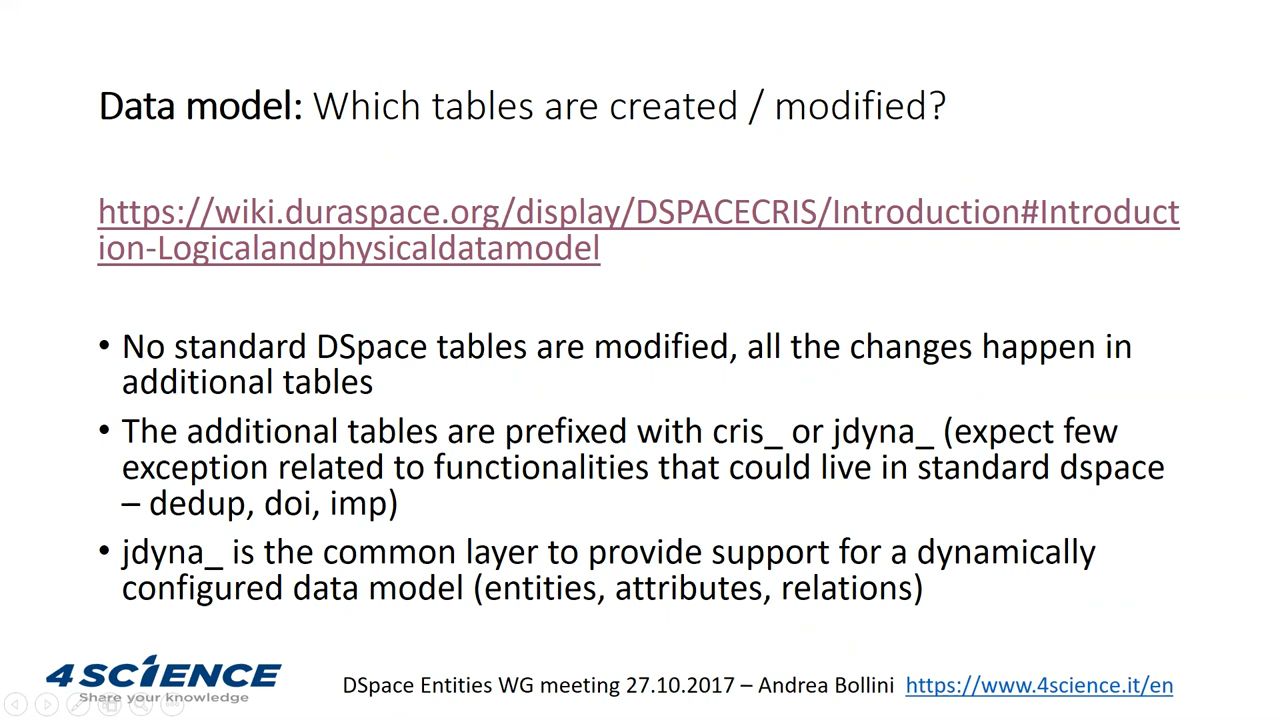 Data model: Which tables are created / modified?
https://wiki.duraspace.org/display/DSPACECRIS/Introduction#Introduct
ion-Logicalandphysicaldatamodel
• No standard DSpace tables are modified, all the changes happen in
additional tables
• The additional tables are prefixed with cris_ or jdyna_ (expect few
exception related to functionalities that could live in standard dspace
– dedup, doi, imp)
• jdyna_ is the common layer to provide support for a dynamically
configured data model (entities, attributes, relations)
4SCIENCE
Share your knowledge
DSpace Entities WG meeting 27.10.2017 – Andrea Bollini https://www.4science.it/en